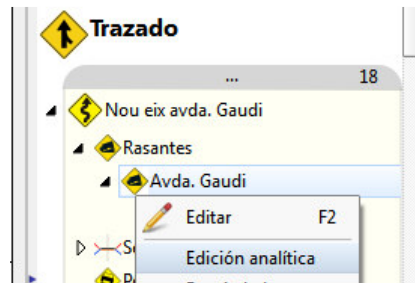 Trazado
... 18
Nou eix avda. Gaudi
Rasantes
Avda. Gaudi
Editar F2
Edición analítica